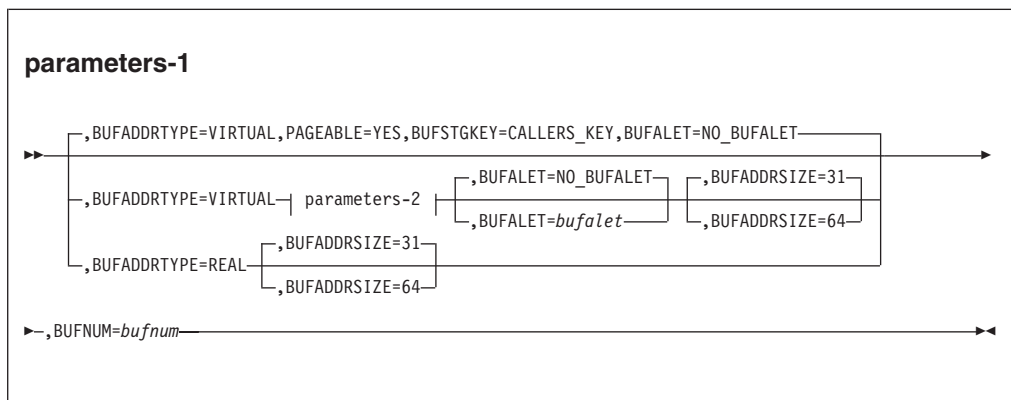 parameters-1
,BUFADDRTYPE=VIRTUAL,PAGEABLE=YES,BUFSTGKEY=CALLERS_KEY,BUFALET=NO_BUFALET
,BUFADDRTYPE=VIRTUAL parameters-2 ,BUFALET=NO_BUFALET ,BUFADDRSIZE=31
,BUFALET=bufalet ,BUFADDRSIZE=64
,BUFADDRTYPE=REAL ,BUFADDRSIZE=31
,BUFADDRSIZE=64
,BUFNUM=bufnum